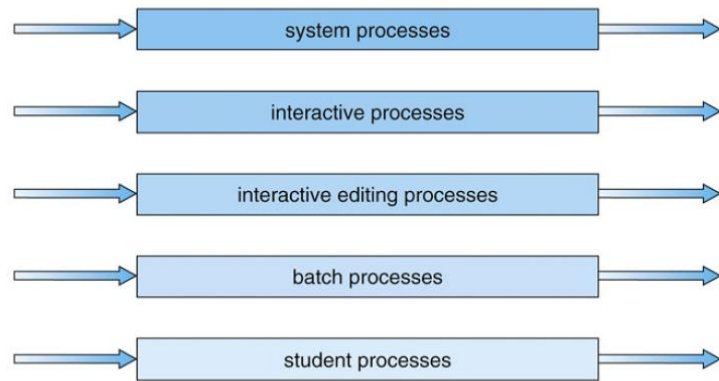 system processes
interactive processes
interactive editing processes
batch processes
student processes